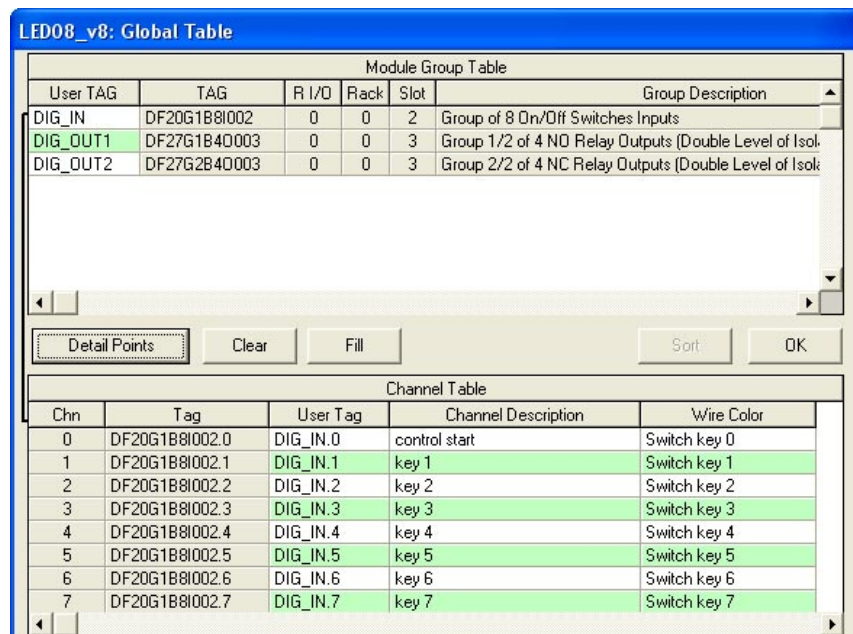 LED08_v8: Global Table
Module Group Table
User TAG TAG R I/O Rack Slot Group Description
DIG_IN DF20G1B8I002 0 0 2 Group of 8 On/Off Switches Inputs
DIG_OUT1 DF27G1B4O003 0 0 3 Group 1/2 of 4 NO Relay Outputs (Double Level of Isola
DIG_OUT2 DF27G2B4O003 0 0 3 Group 2/2 of 4 NC Relay Outputs (Double Level of Isola
Detail Points Clear Fill Sort OK
Channel Table
Chn Tag User Tag Channel Description Wire Color
0 DF20G1B8I002.0 DIG_IN.0 control start Switch key 0
1 DF20G1B8I002.1 DIG_IN.1 key 1 Switch key 1
2 DF20G1B8I002.2 DIG_IN.2 key 2 Switch key 2
3 DF20G1B8I002.3 DIG_IN.3 key 3 Switch key 3
4 DF20G1B8I002.4 DIG_IN.4 key 4 Switch key 4
5 DF20G1B8I002.5 DIG_IN.5 key 5 Switch key 5
6 DF20G1B8I002.6 DIG_IN.6 key 6 Switch key 6
7 DF20G1B8I002.7 DIG_IN.7 key 7 Switch key 7